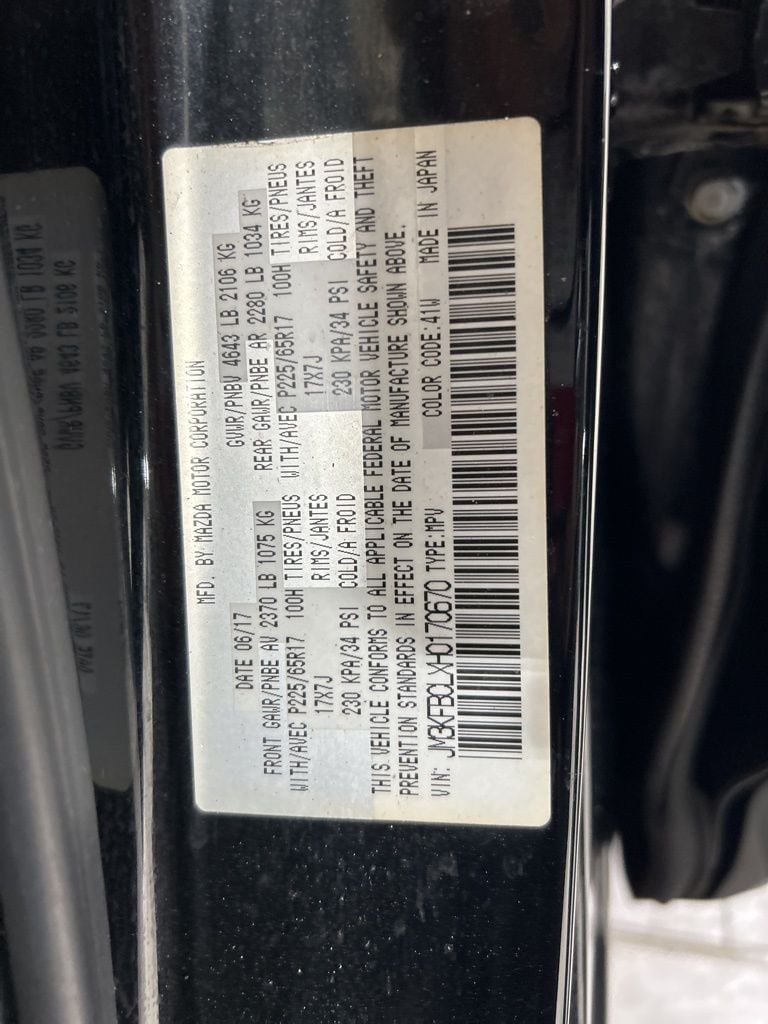 MFD. BY MAZDA MOTOR CORPORATION
DATE 06/17 GVWR/PNBV 4643 LB 2106 KG
FRONT GAWR/PNBE AV 2370 LB 1075 KG REAR GAWR/PNBE AR 2280 LB 1034 KG
WITH/AVEC P225/65R17 100H TIRES/PNEUS WITH/AVEC P225/65R17 100H TIRES/PNEUS
17X7J RIMS/JANTES 17X7J RIMS/JANTES
230 KPA/34 PSI COLD/A FROID 230 KPA/34 PSI COLD/A FROID
THIS VEHICLE CONFORMS TO ALL APPLICABLE FEDERAL MOTOR VEHICLE SAFETY AND THEFT
PREVENTION STANDARDS IN EFFECT ON THE DATE OF MANUFACTURE SHOWN ABOVE.
VIN: JM3KFBCLXH0170670 TYPE:MPV COLOR CODE:41W MADE IN JAPAN